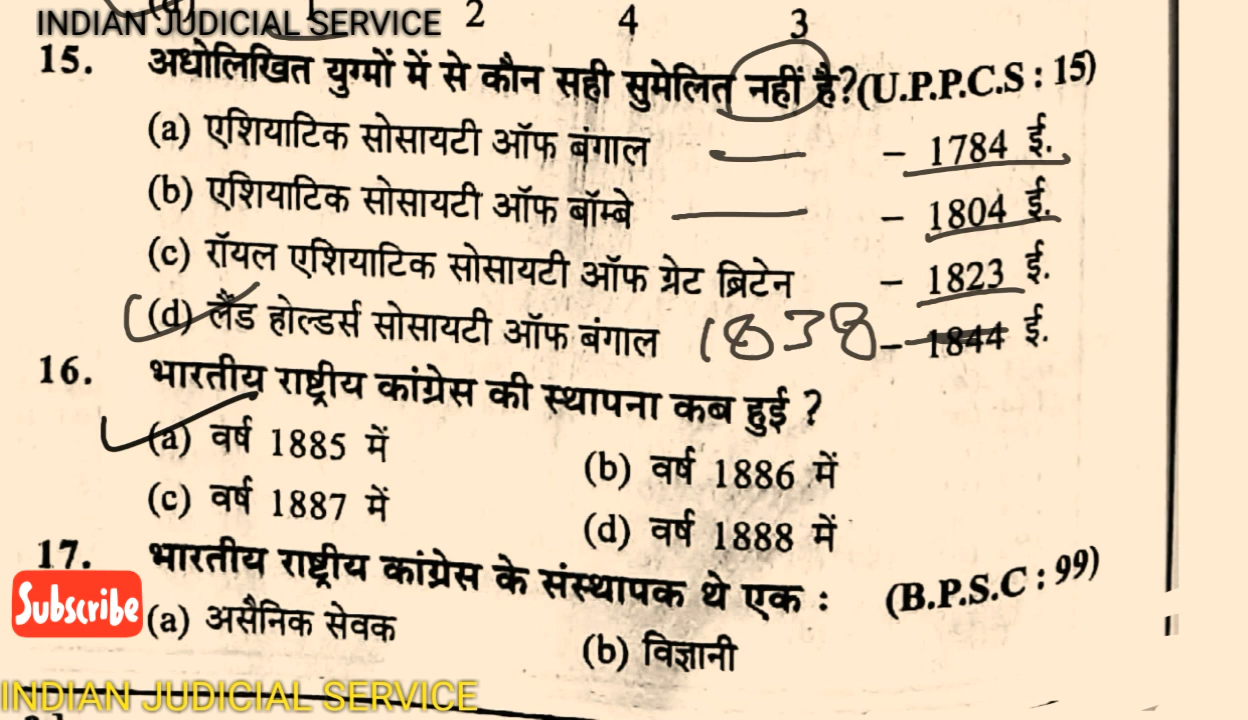 INDIAN JUDICIAL SERVICE
2 4 3
15. अधोलिखित युग्मों में से कौन सही सुमेलित नहीं है?(U.P.P.C.S : 15)
(a) एशियाटिक सोसायटी ऑफ बंगाल – 1784 ई.
(b) एशियाटिक सोसायटी ऑफ बॉम्बे – 1804 ई.
(c) रॉयल एशियाटिक सोसायटी ऑफ ग्रेट ब्रिटेन – 1823 ई.
(d) लैंड होल्डर्स सोसायटी ऑफ बंगाल 1838 – 1844 ई.
16. भारतीय राष्ट्रीय कांग्रेस की स्थापना कब हुई ?
(a) वर्ष 1885 में (b) वर्ष 1886 में
(c) वर्ष 1887 में (d) वर्ष 1888 में
17. भारतीय राष्ट्रीय कांग्रेस के संस्थापक थे एक : (B.P.S.C : 99)
Subscribe
(a) असैनिक सेवक (b) विज्ञानी
INDIAN JUDICIAL SERVICE